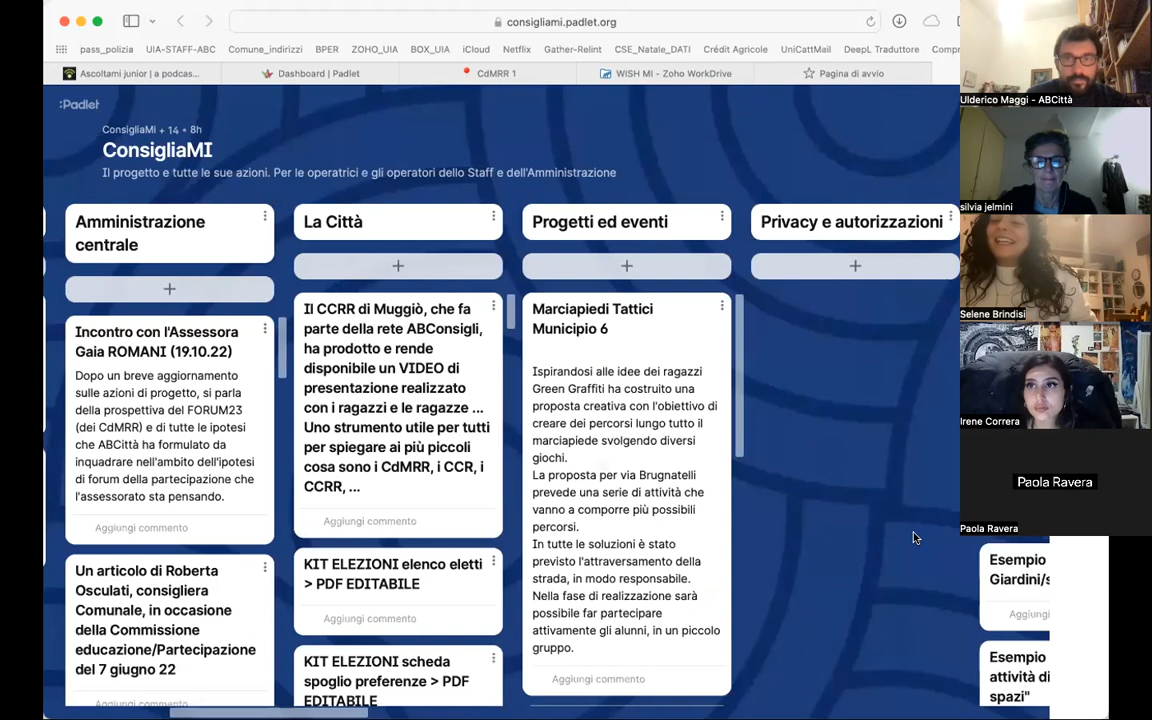 consigliami.padlet.org
pass_polizia
UIA-STAFF-ABC
Comune_indirizzi
BPER
ZOHO_UIA
BOX_UIA
iCloud
Netflix
Gather-Relint
CSE_Natale_DATI
Crédit Agricole
UniCattMail
DeepL Traduttore
Ascoltami junior | a podcas...
Dashboard | Padlet
CdMRR 1
WISH MI - Zoho WorkDrive
Pagina di avvio
:Padlet
ConsigliaMi + 14 • 8h
ConsigliaMI
Il progetto e tutte le sue azioni. Per le operatrici e gli operatori dello Staff e dell'Amministrazione
Amministrazione
centrale
Incontro con l'Assessora
Gaia ROMANI (19.10.22)
Dopo un breve aggiornamento
sulle azioni di progetto, si parla
della prospettiva del FORUM23
(dei CdMRR) e di tutte le ipotesi
che ABCittà ha formulato da
inquadrare nell'ambito dell'ipotesi
di forum della partecipazione che
l'assessorato sta pensando.
Aggiungi commento
Un articolo di Roberta
Osculati, consigliera
Comunale, in occasione
della Commissione
educazione/Partecipazione
del 7 giugno 22
Aggiungi commento
La Città
Il CCRR di Muggiò, che fa
parte della rete ABConsigli,
ha prodotto e rende
disponibile un VIDEO di
presentazione realizzato
con i ragazzi e le ragazze ...
Uno strumento utile per tutti
per spiegare ai più piccoli
cosa sono i CdMRR, i CCR, i
CCRR, ...
Aggiungi commento
KIT ELEZIONI elenco eletti
> PDF EDITABILE
Aggiungi commento
KIT ELEZIONI scheda
spoglio preferenze > PDF
EDITABILE
Progetti ed eventi
Marciapiedi Tattici
Municipio 6
Ispirandosi alle idee dei ragazzi
Green Graffiti ha costruito una
proposta creativa con l'obiettivo di
creare dei percorsi lungo tutto il
marciapiede svolgendo diversi
giochi.
La proposta per via Brugnatelli
prevede una serie di attività che
vanno a comporre più possibili
percorsi.
In tutte le soluzioni è stato
previsto l'attraversamento della
strada, in modo responsabile.
Nella fase di realizzazione sarà
possibile far partecipare
attivamente gli alunni, in un piccolo
gruppo.
Aggiungi commento
Privacy e autorizzazioni
Esempio
Giardini/s
Aggiungi
Esempio
attività di
spazi"
Ulderico Maggi - ABCittà
silvia jelmini
Selene Brindisi
Irene Correra
Paola Ravera
Paola Ravera